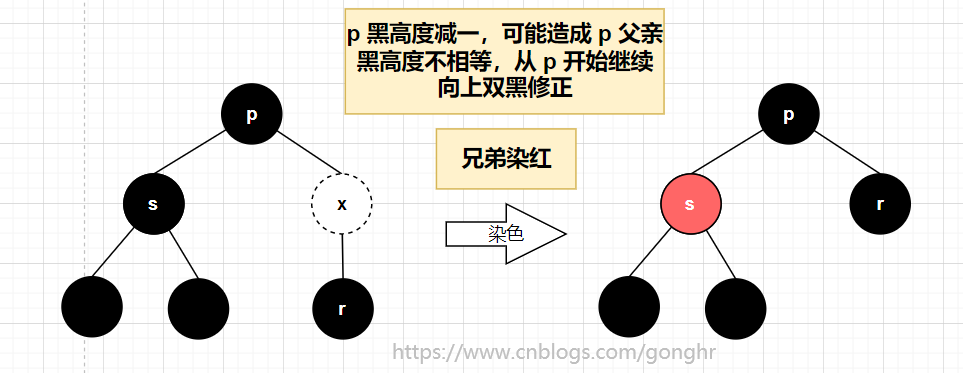 p 黑高度减一，可能造成 p 父亲
黑高度不相等，从 p 开始继续
向上双黑修正
兄弟染红
染色
p
s
x
r
p
s
r
https://www.cnblogs.com/gonghr